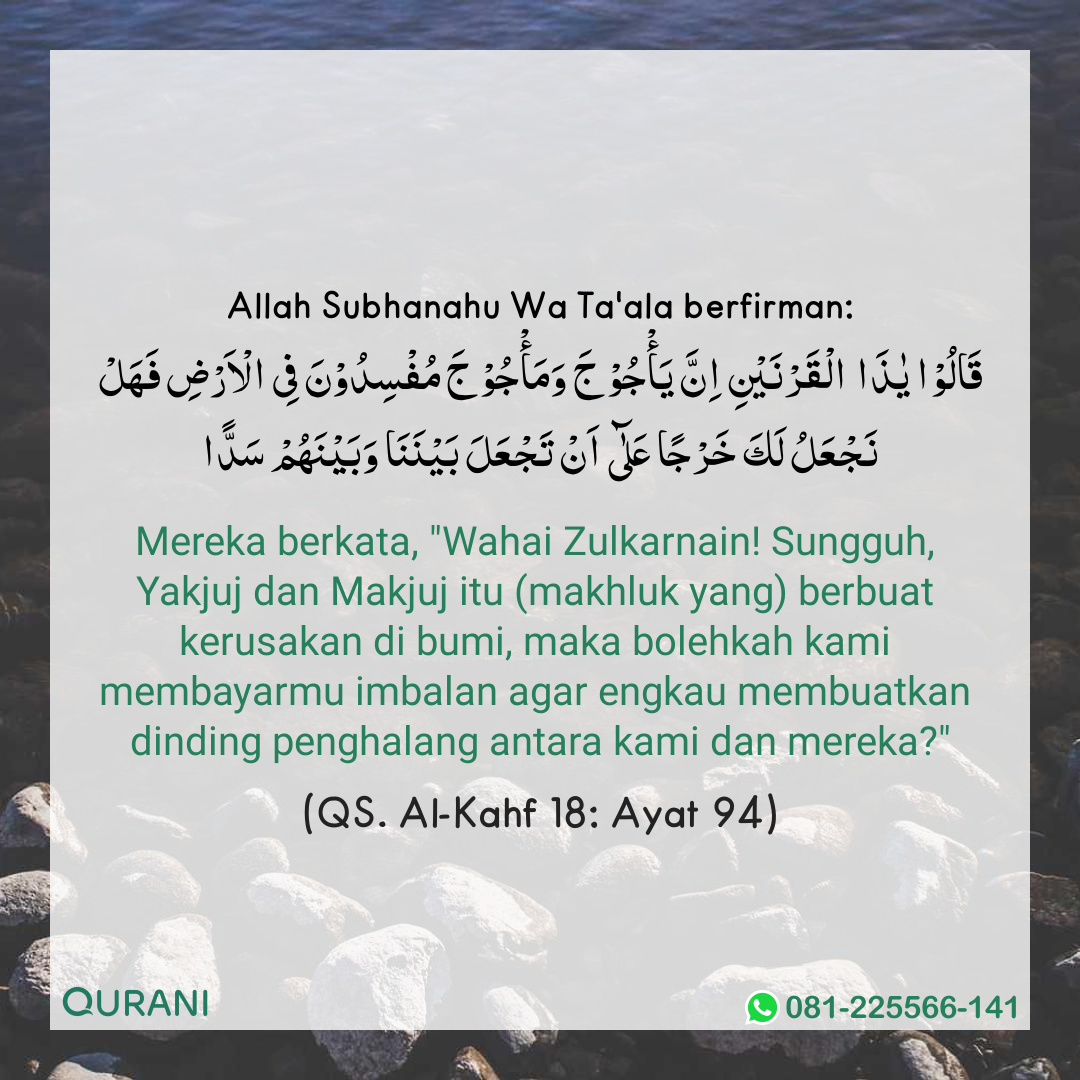 Allah Subhanahu Wa Ta'ala berfirman:
قَالُوْا يٰذَا الْقَرْنَيْنِ اِنَّ يَأْجُوْجَ وَمَأْجُوْجَ مُفْسِدُوْنَ فِى الْاَرْضِ فَهَلْ
نَجْعَلُ لَكَ خَرْجًا عَلٰۤى اَنْ تَجْعَلَ بَيْنَنَا وَبَيْنَهُمْ سَدًّا
Mereka berkata, "Wahai Zulkarnain! Sungguh,
Yakjuj dan Makjuj itu (makhluk yang) berbuat
kerusakan di bumi, maka bolehkah kami
membayarmu imbalan agar engkau membuatkan
dinding penghalang antara kami dan mereka?"
(QS. Al-Kahf 18: Ayat 94)
QURANI
081-225566-141